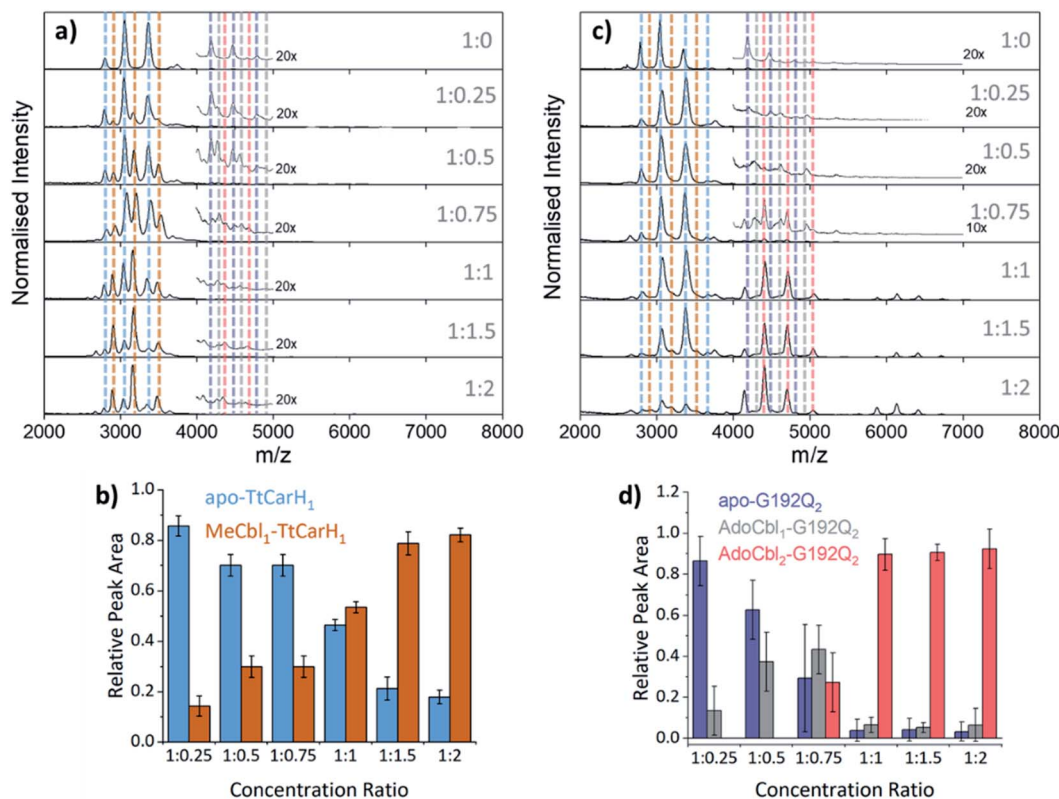 a)
Normalised Intensity
1:0
20x
1:0.25
20x
1:0.5
20x
1:0.75
20x
1:1
20x
1:1.5
20x
1:2
20x
2000 3000 4000 5000 6000 7000 8000
m/z
c)
Normalised Intensity
1:0
20x
1:0.25
20x
1:0.5
20x
1:0.75
10x
1:1
1:1.5
1:2
2000 3000 4000 5000 6000 7000 8000
m/z
b)
Relative Peak Area
1.0
0.8
0.6
0.4
0.2
0.0
apo-TtCarH₁
MeCbl₁-TtCarH₁
1:0.25 1:0.5 1:0.75 1:1 1:1.5 1:2
Concentration Ratio
d)
Relative Peak Area
1.2
1.0
0.8
0.6
0.4
0.2
0.0
apo-G192Q₂
AdoCbl₁-G192Q₂
AdoCbl₂-G192Q₂
1:0.25 1:0.5 1:0.75 1:1 1:1.5 1:2
Concentration Ratio